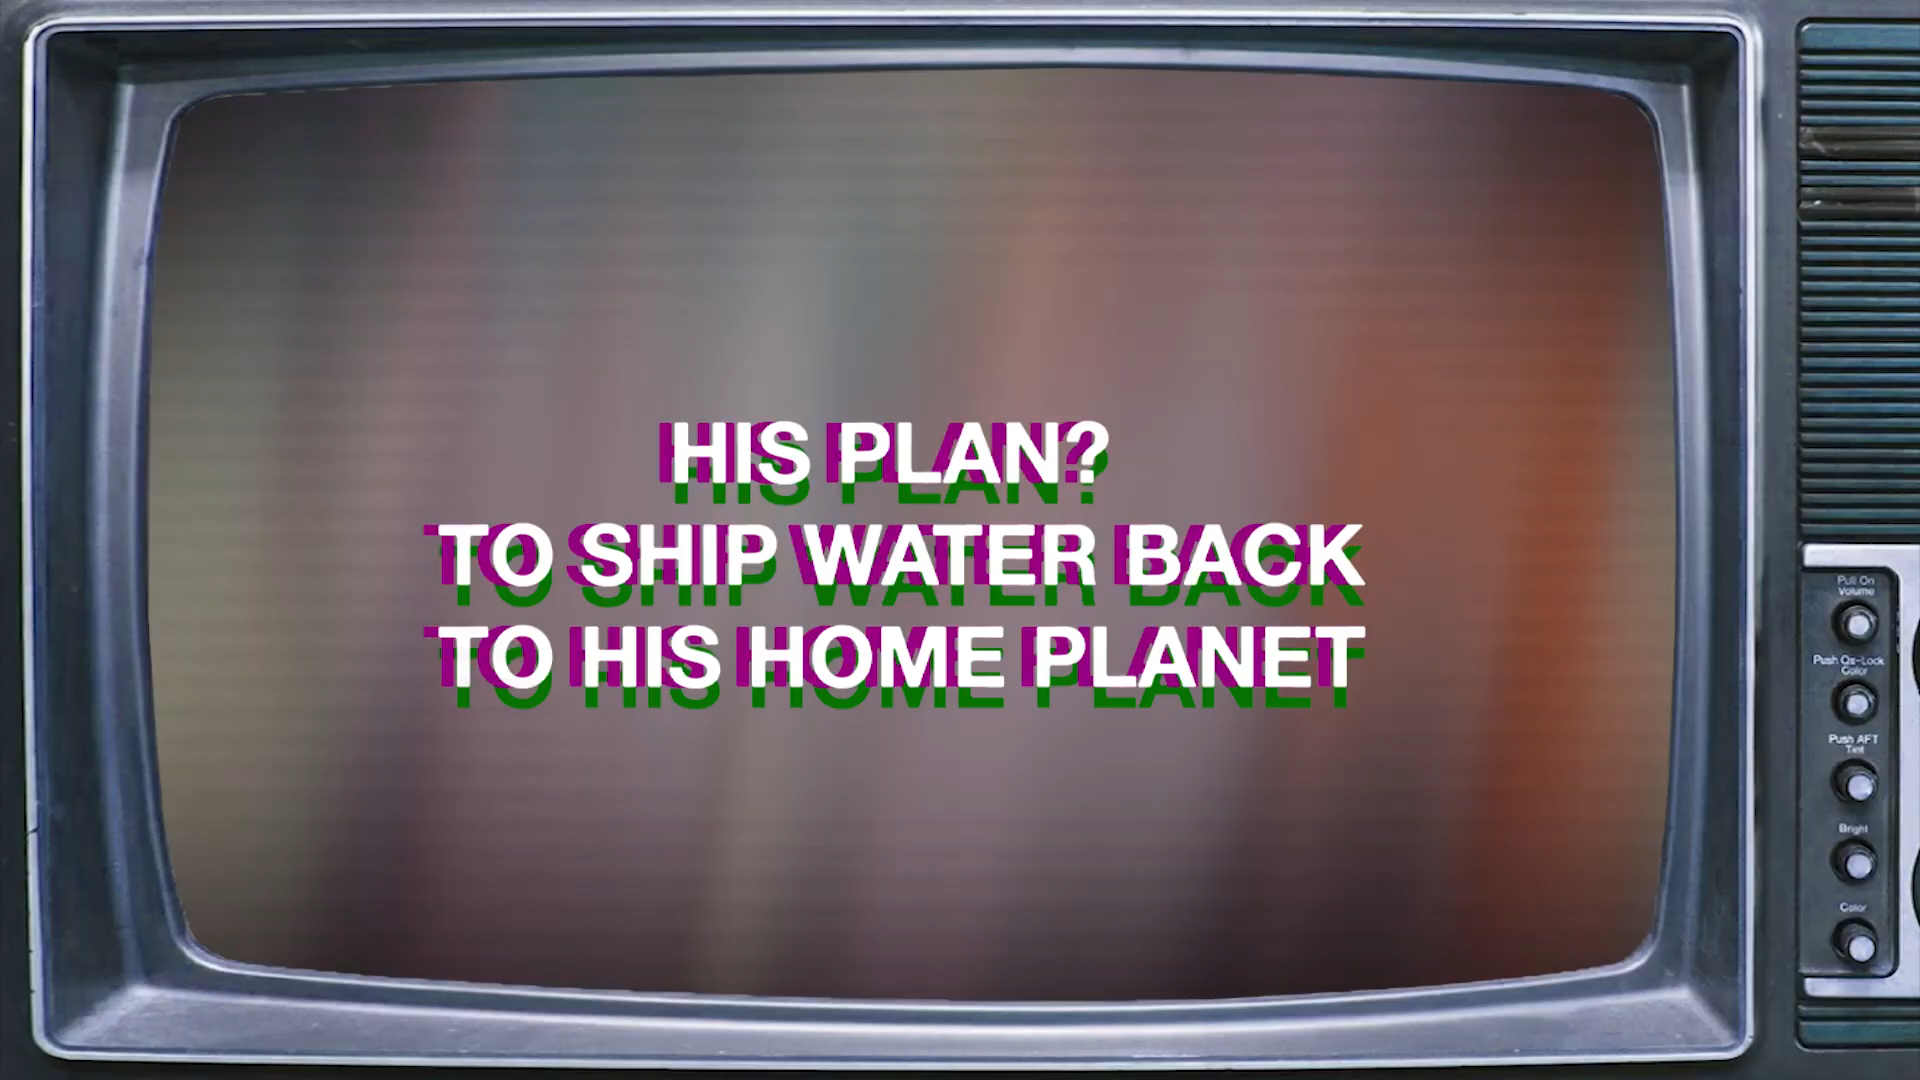 HIS PLAN?
TO SHIP WATER BACK
TO HIS HOME PLANET
Pull On
Volume
Push Oz-Lock
Color
Push AFT
Tint
Bright
Color